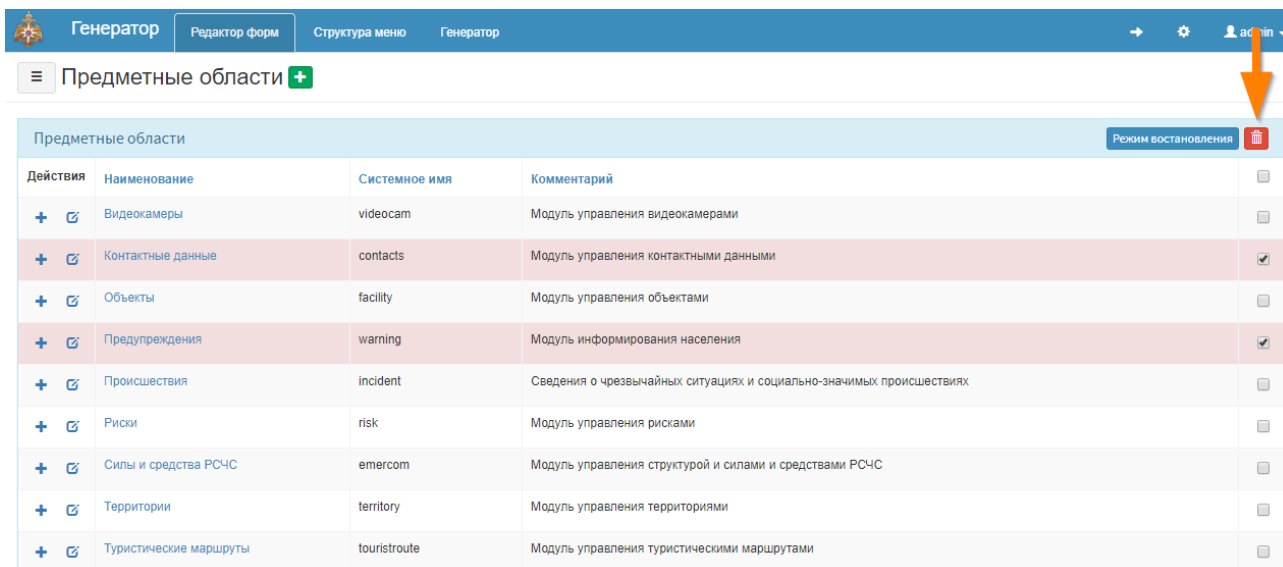 Генератор Редактор форм Структура меню Генератор admin
Предметные области
Предметные области Режим востановления
Действия Наименование Системное имя Комментарий
Видеокамеры videocam Модуль управления видеокамерами
Контактные данные contacts Модуль управления контактными данными
Объекты facility Модуль управления объектами
Предупреждения warning Модуль информирования населения
Происшествия incident Сведения о чрезвычайных ситуациях и социально-значимых происшествиях
Риски risk Модуль управления рисками
Силы и средства РСЧС emercom Модуль управления структурой и силами и средствами РСЧС
Территории territory Модуль управления территориями
Туристические маршруты touristroute Модуль управления туристическими маршрутами